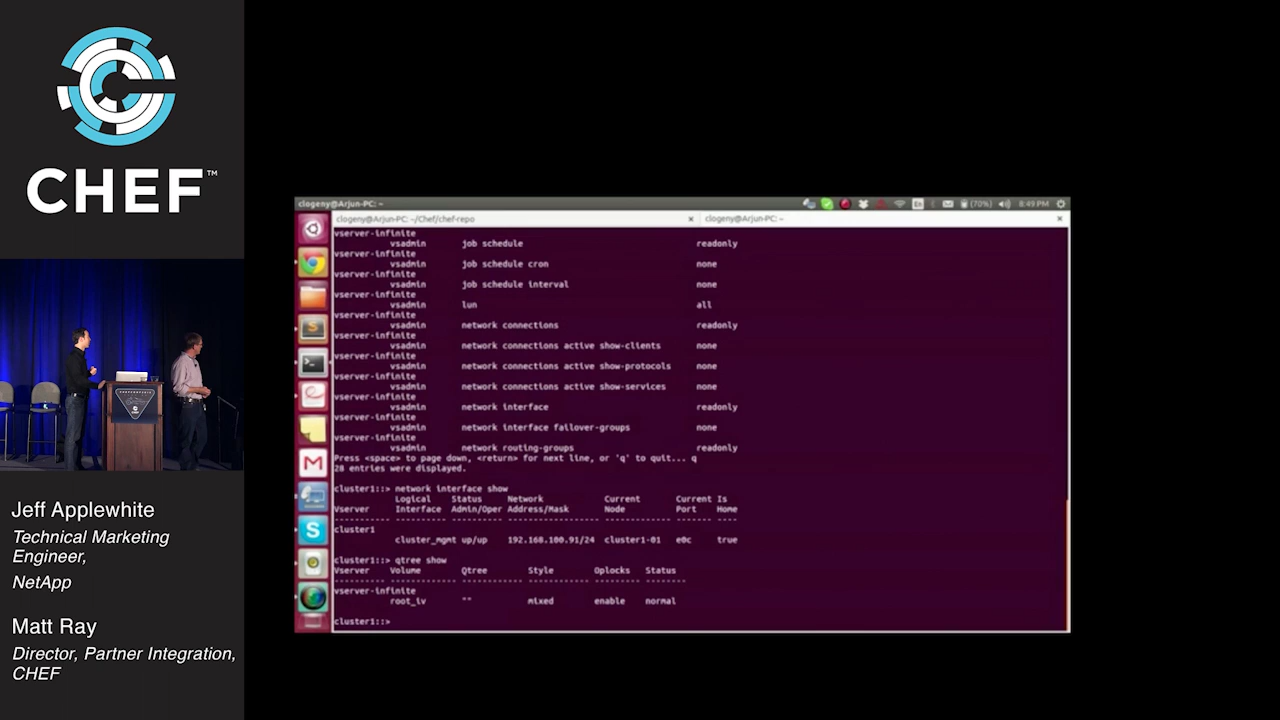 CHEF™
Jeff Applewhite
Technical Marketing
Engineer,
NetApp
Matt Ray
Director, Partner Integration,
CHEF
clogeny@Arjun-PC: ~
En
(70%)
8:49 PM
clogeny@Arjun-PC: ~/Chef/chef-repo
clogeny@Arjun-PC: ~
vserver-infinite
vsadmin job schedule readonly
vserver-infinite
vsadmin job schedule cron none
vserver-infinite
vsadmin job schedule interval none
vserver-infinite
vsadmin lun all
vserver-infinite
vsadmin network connections readonly
vserver-infinite
vsadmin network connections active show-clients none
vserver-infinite
vsadmin network connections active show-protocols none
vserver-infinite
vsadmin network connections active show-services none
vserver-infinite
vsadmin network interface readonly
vserver-infinite
vsadmin network interface failover-groups none
vserver-infinite
vsadmin network routing-groups readonly
Press <space> to page down, <return> for next line, or 'q' to quit... q
28 entries were displayed.
cluster1::> network interface show
Logical Status Network Current Current Is
Vserver Interface Admin/Oper Address/Mask Node Port Home
cluster1
cluster_mgmt up/up 192.168.100.91/24 cluster1-01 e0c true
cluster1::> qtree show
Vserver Volume Qtree Style Oplocks Status
vserver-infinite
root_iv "" mixed enable normal
cluster1::>